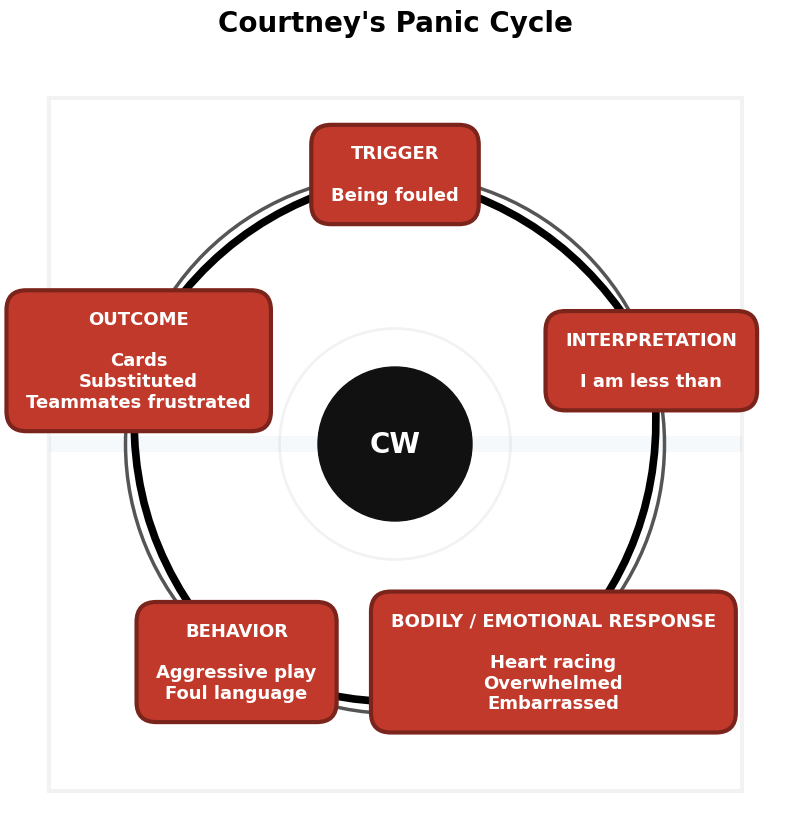 Courtney's Panic Cycle
TRIGGER
Being fouled
INTERPRETATION
I am less than
BODILY / EMOTIONAL RESPONSE
Heart racing
Overwhelmed
Embarrassed
BEHAVIOR
Aggressive play
Foul language
OUTCOME
Cards
Substituted
Teammates frustrated
CW